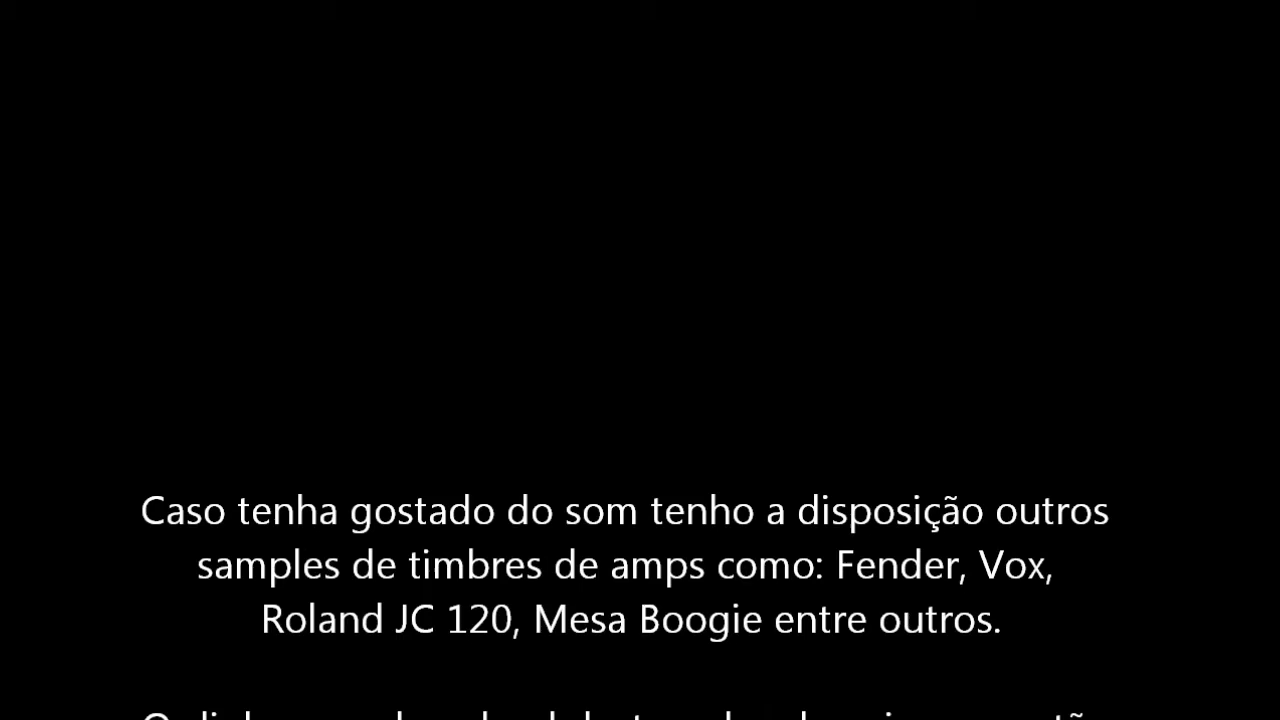 Caso tenha gostado do som tenho a disposição outros
samples de timbres de amps como: Fender, Vox,
Roland JC 120, Mesa Boogie entre outros.